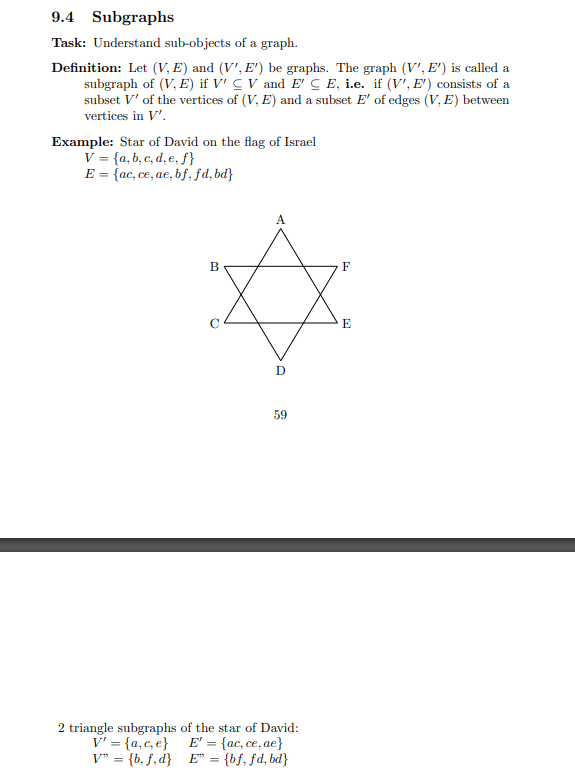 9.4 Subgraphs
Task: Understand sub-objects of a graph.
Definition: Let (V, E) and (V′, E′) be graphs. The graph (V′, E′) is called a
subgraph of (V, E) if V′ ⊆ V and E′ ⊆ E, i.e. if (V′, E′) consists of a
subset V′ of the vertices of (V, E) and a subset E′ of edges (V, E) between
vertices in V′.
Example: Star of David on the flag of Israel
V = {a, b, c, d, e, f}
E = {ac, ce, ae, bf, fd, bd}
A
B F
C E
D
59
2 triangle subgraphs of the star of David:
V′ = {a, c, e} E′ = {ac, ce, ae}
V” = {b, f, d} E” = {bf, fd, bd}